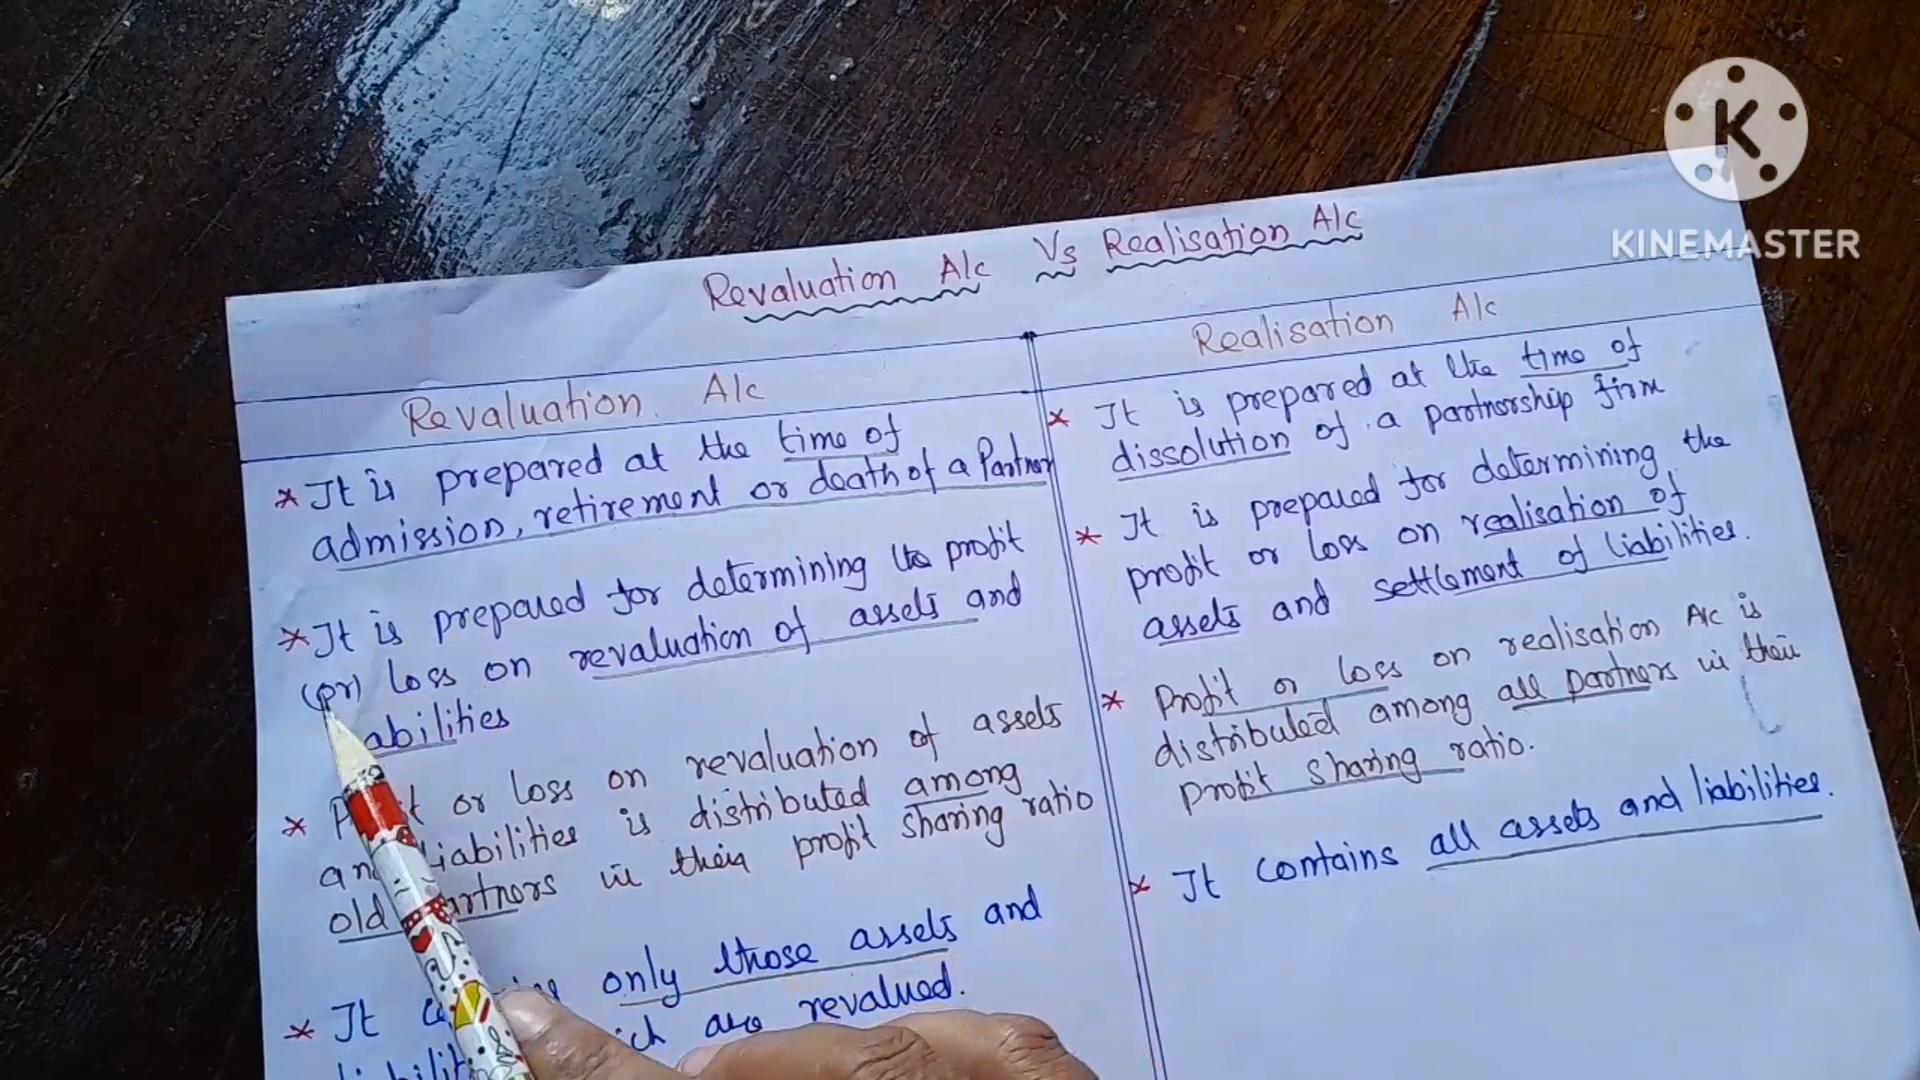 KINEMASTER
Revaluation A/c Vs Realisation A/c
Revaluation A/c
* It is prepared at the time of
admission, retirement or death of a Partner
* It is prepared for determining the profit
(or) loss on revaluation of assets and
abilities
* or loss on revaluation of assets
liabilities is distributed among
old partners in their profit sharing ratio
* It only those assets and
are revalued.
Realisation A/c
* It is prepared at the time of
dissolution of a partnership firm
* It is prepared for determining the
profit or loss on realisation of
assets and settlement of liabilities.
* Profit or loss on realisation A/c is
distributed among all partners in their
profit sharing ratio.
* It contains all assets and liabilities.